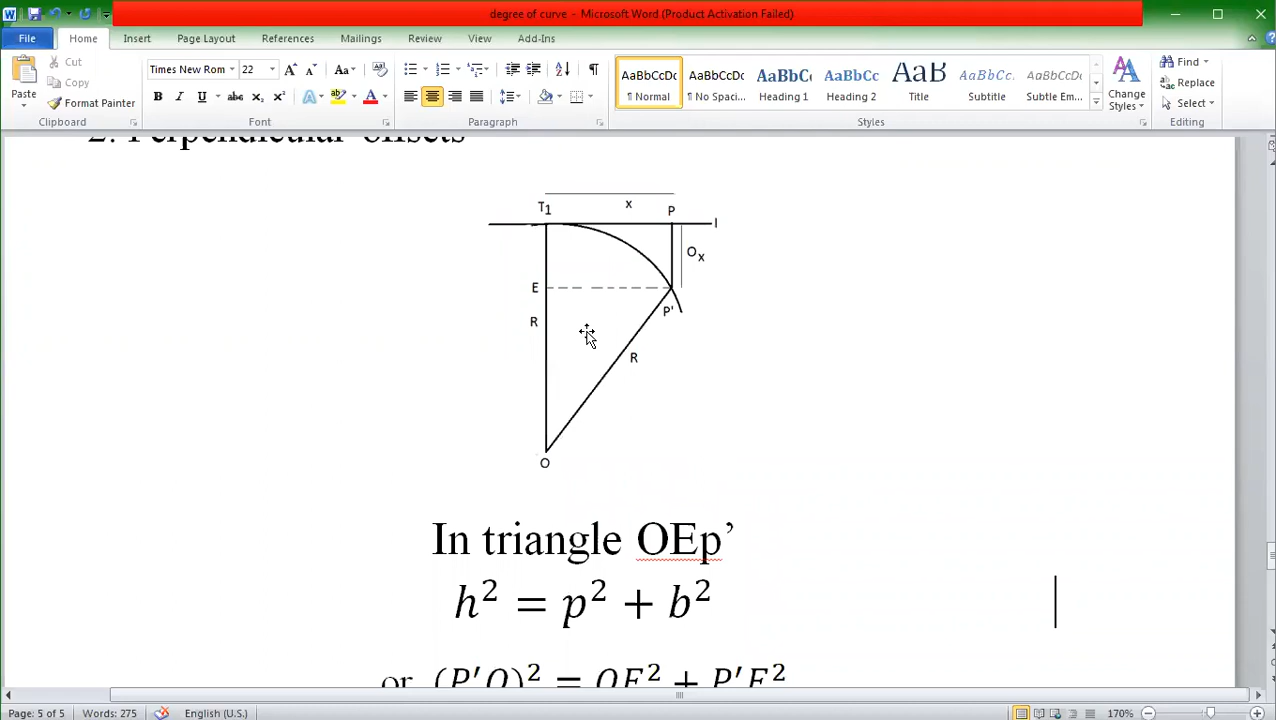 degree of curve - Microsoft Word (Product Activation Failed)
File Home Insert Page Layout References Mailings Review View Add-Ins
Paste
Cut
Copy
Format Painter
Clipboard
Times New Rom 22
Font
Paragraph
AaBbCcDc AaBbCcDc AaBbC AaBbCc AaB AaBbCc. AaBbCcDc
¶ Normal ¶ No Spaci... Heading 1 Heading 2 Title Subtitle Subtle Em...
Styles
Change Styles
Find
Replace
Select
Editing
2. Perpendicular offsets
x
T1 P I
Ox
E
P'
R
R
O
In triangle OEp’
h² = p² + b²
or (P′O)² = OE² + P′E²
Page: 5 of 5 Words: 275 English (U.S.) 170%